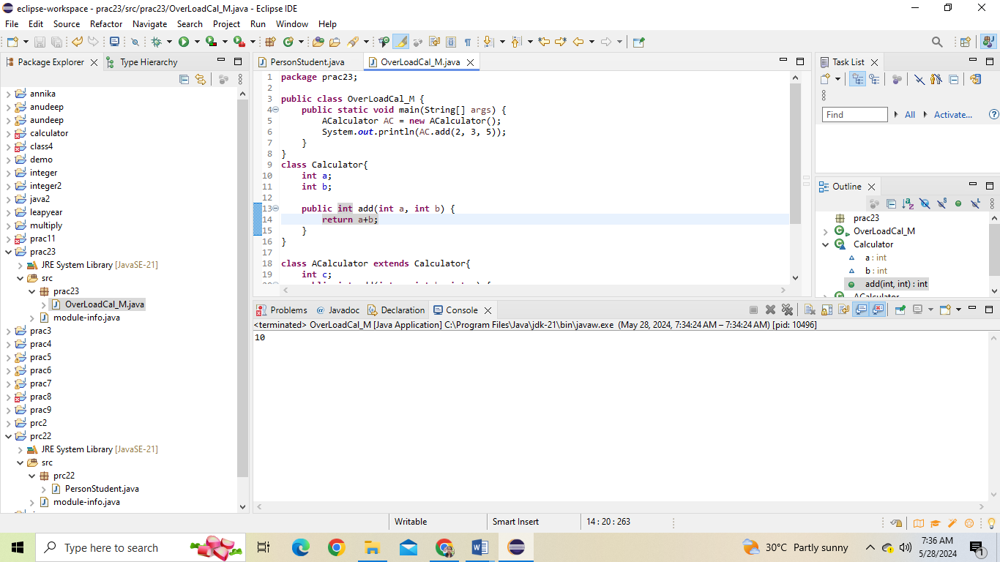 eclipse-workspace - prac23/src/prac23/OverLoadCal_M.java - Eclipse IDE
File Edit Source Refactor Navigate Search Project Run Window Help
Package Explorer Type Hierarchy
annika
anudeep
aundeep
calculator
class4
demo
integer
integer2
java2
leapyear
multiply
prac11
prac23
JRE System Library [JavaSE-21]
src
prac23
OverLoadCal_M.java
module-info.java
prac3
prac4
prac5
prac6
prac7
prac8
prac9
prc2
prc22
JRE System Library [JavaSE-21]
src
prc22
PersonStudent.java
module-info.java
PersonStudent.java OverLoadCal_M.java
1 package prac23;
2
3 public class OverLoadCal_M {
4 public static void main(String[] args) {
5 ACalculator AC = new ACalculator();
6 System.out.println(AC.add(2, 3, 5));
7 }
8 }
9 class Calculator{
10 int a;
11 int b;
12
13 public int add(int a, int b) {
14 return a+b;
15 }
16 }
17
18 class ACalculator extends Calculator{
19 int c;
Task List
Find All Activate...
Outline
prac23
OverLoadCal_M
Calculator
a : int
b : int
add(int, int) : int
ACalculator
Problems @ Javadoc Declaration Console
<terminated> OverLoadCal_M [Java Application] C:\Program Files\Java\jdk-21\bin\javaw.exe (May 28, 2024, 7:34:24 AM – 7:34:24 AM) [pid: 10496]
10
Writable Smart Insert 14 : 20 : 263
Type here to search
30°C Partly sunny
7:36 AM
5/28/2024
1